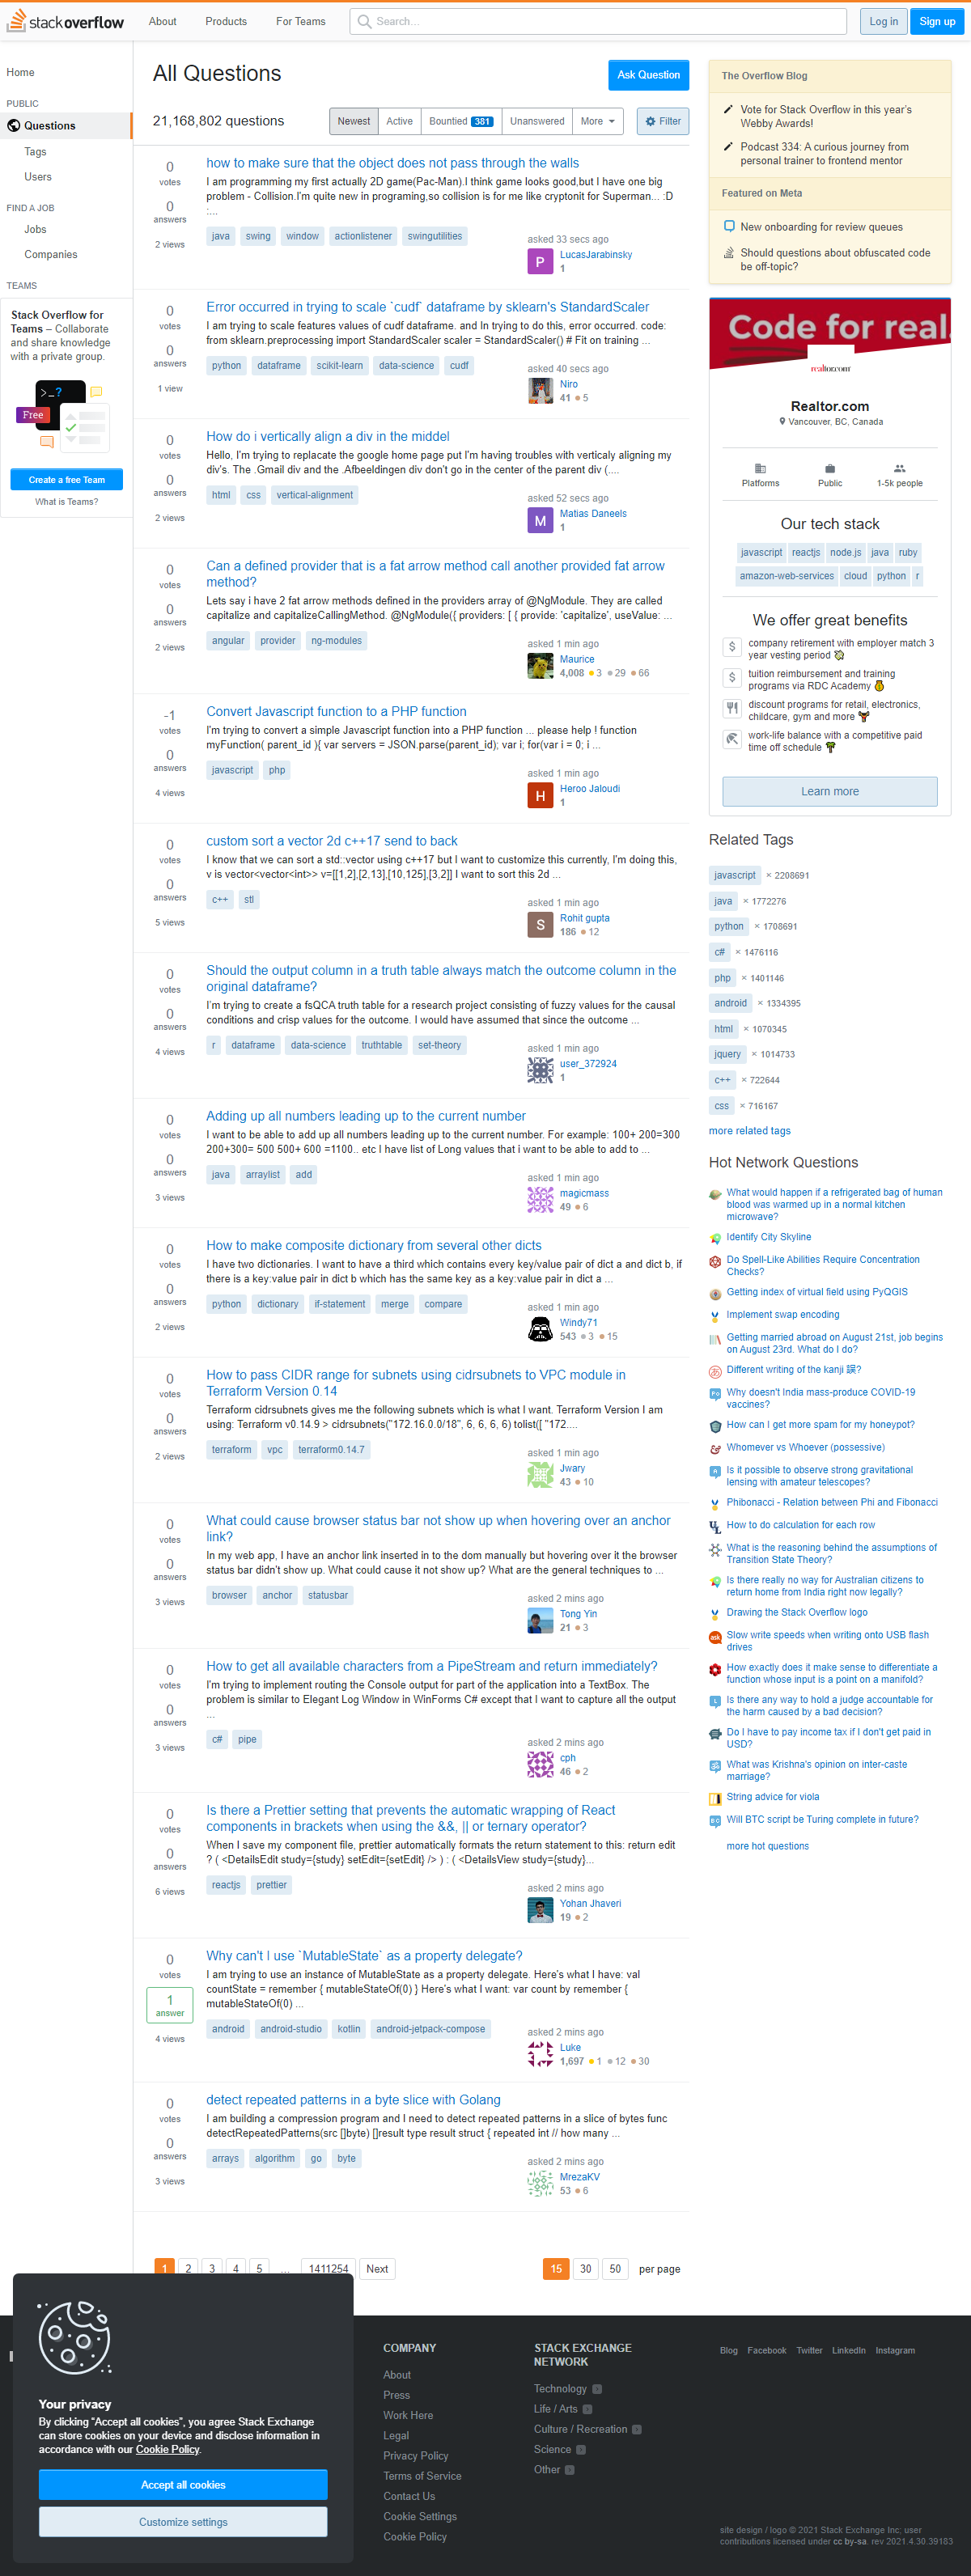 stackoverflow
About
Products
For Teams
Search...
Log in
Sign up
Home
PUBLIC
Questions
Tags
Users
FIND A JOB
Jobs
Companies
TEAMS
Stack Overflow for
Teams – Collaborate
and share knowledge
with a private group.
>_?
Free
Create a free Team
What is Teams?
All Questions
Ask Question
21,168,802 questions
Newest
Active
Bountied 381
Unanswered
More
Filter
0
votes
0
answers
2 views
how to make sure that the object does not pass through the walls
I am programming my first actually 2D game(Pac-Man).I think game looks good,but I have one big
problem - Collision.I'm quite new in programing,so collision is for me like cryptonit for Superman... :D
:...
java swing window actionlistener swingutilities
asked 33 secs ago
P
LucasJarabinsky
1
0
votes
0
answers
1 view
Error occurred in trying to scale `cudf` dataframe by sklearn's StandardScaler
I am trying to scale features values of cudf dataframe. and In trying to do this, error occurred. code:
from sklearn.preprocessing import StandardScaler scaler = StandardScaler() # Fit on training ...
python dataframe scikit-learn data-science cudf
asked 40 secs ago
Niro
41 5
0
votes
0
answers
2 views
How do i vertically align a div in the middel
Hello, I'm trying to replacate the google home page put I'm having troubles with verticaly aligning my
div's. The .Gmail div and the .Afbeeldingen div don't go in the center of the parent div (....
html css vertical-alignment
asked 52 secs ago
M
Matias Daneels
1
0
votes
0
answers
2 views
Can a defined provider that is a fat arrow method call another provided fat arrow
method?
Lets say i have 2 fat arrow methods defined in the providers array of @NgModule. They are called
capitalize and capitalizeCallingMethod. @NgModule({ providers: [ { provide: 'capitalize', useValue: ...
angular provider ng-modules
asked 1 min ago
Maurice
4,008 3 29 66
-1
votes
0
answers
4 views
Convert Javascript function to a PHP function
I'm trying to convert a simple Javascript function into a PHP function ... please help ! function
myFunction( parent_id ){ var servers = JSON.parse(parent_id); var i; for(var i = 0; i ...
javascript php
asked 1 min ago
H
Heroo Jaloudi
1
0
votes
0
answers
5 views
custom sort a vector 2d c++17 send to back
I know that we can sort a std::vector using c++17 but I want to customize this currently, I'm doing this,
v is vector<vector<int>> v=[[1,2],[2,13],[10,125],[3,2]] I want to sort this 2d ...
c++ stl
asked 1 min ago
S
Rohit gupta
186 12
0
votes
0
answers
4 views
Should the output column in a truth table always match the outcome column in the
original dataframe?
I'm trying to create a fsQCA truth table for a research project consisting of fuzzy values for the causal
conditions and crisp values for the outcome. I would have assumed that since the outcome ...
r dataframe data-science truthtable set-theory
asked 1 min ago
user_372924
1
0
votes
0
answers
3 views
Adding up all numbers leading up to the current number
I want to be able to add up all numbers leading up to the current number. For example: 100+ 200=300
200+300= 500 500+ 600 =1100.. etc I have list of Long values that i want to be able to add to ...
java arraylist add
asked 1 min ago
magicmass
49 6
0
votes
0
answers
2 views
How to make composite dictionary from several other dicts
I have two dictionaries. I want to have a third which contains every key/value pair of dict a and dict b, if
there is a key:value pair in dict b which has the same key as a key:value pair in dict a ...
python dictionary if-statement merge compare
asked 1 min ago
Windy71
543 3 15
0
votes
0
answers
2 views
How to pass CIDR range for subnets using cidrsubnets to VPC module in
Terraform Version 0.14
Terraform cidrsubnets gives me the following subnets which is what I want. Terraform Version I am
using: Terraform v0.14.9 > cidrsubnets("172.16.0.0/18", 6, 6, 6, 6) tolist([ "172....
terraform vpc terraform0.14.7
asked 1 min ago
Jwary
43 10
0
votes
0
answers
3 views
What could cause browser status bar not show up when hovering over an anchor
link?
In my web app, I have an anchor link inserted in to the dom manually but hovering over it the browser
status bar didn't show up. What could cause it not show up? What are the general techniques to ...
browser anchor statusbar
asked 2 mins ago
Tong Yin
21 3
0
votes
0
answers
3 views
How to get all available characters from a PipeStream and return immediately?
I'm trying to implement routing the Console output for part of the application into a TextBox. The
problem is similar to Elegant Log Window in WinForms C# except that I want to capture all the output
...
c# pipe
asked 2 mins ago
cph
46 2
0
votes
0
answers
6 views
Is there a Prettier setting that prevents the automatic wrapping of React
components in brackets when using the &&, || or ternary operator?
When I save my component file, prettier automatically formats the return statement to this: return edit
? ( <DetailsEdit study={study} setEdit={setEdit} /> ) : ( <DetailsView study={study}...
reactjs prettier
asked 2 mins ago
Yohan Jhaveri
19 2
0
votes
1
answer
4 views
Why can't I use `MutableState` as a property delegate?
I am trying to use an instance of MutableState as a property delegate. Here's what I have: val
countState = remember { mutableStateOf(0) } Here's what I want: var count by remember {
mutableStateOf(0) ...
android android-studio kotlin android-jetpack-compose
asked 2 mins ago
Luke
1,697 1 12 30
0
votes
0
answers
3 views
detect repeated patterns in a byte slice with Golang
I am building a compression program and I need to detect repeated patterns in a slice of bytes func
detectRepeatedPatterns(src []byte) []result type result struct { repeated int // how many ...
arrays algorithm go byte
asked 2 mins ago
MrezaKV
53 6
1 2 3 4 5 ... 1411254 Next
15 30 50 per page
The Overflow Blog
Vote for Stack Overflow in this year's
Webby Awards!
Podcast 334: A curious journey from
personal trainer to frontend mentor
Featured on Meta
New onboarding for review queues
Should questions about obfuscated code
be off-topic?
Code for real.
realtor.com
Realtor.com
Vancouver, BC, Canada
Platforms
Public
1-5k people
Our tech stack
javascript reactjs node.js java ruby
amazon-web-services cloud python r
We offer great benefits
company retirement with employer match 3
year vesting period
tuition reimbursement and training
programs via RDC Academy
discount programs for retail, electronics,
childcare, gym and more
work-life balance with a competitive paid
time off schedule
Learn more
Related Tags
javascript × 2208691
java × 1772276
python × 1708691
c# × 1476116
php × 1401146
android × 1334395
html × 1070345
jquery × 1014733
c++ × 722644
css × 716167
more related tags
Hot Network Questions
What would happen if a refrigerated bag of human
blood was warmed up in a normal kitchen
microwave?
Identify City Skyline
Do Spell-Like Abilities Require Concentration
Checks?
Getting index of virtual field using PyQGIS
Implement swap encoding
Getting married abroad on August 21st, job begins
on August 23rd. What do I do?
Different writing of the kanji 誤?
Why doesn't India mass-produce COVID-19
vaccines?
How can I get more spam for my honeypot?
Whomever vs Whoever (possessive)
Is it possible to observe strong gravitational
lensing with amateur telescopes?
Phibonacci - Relation between Phi and Fibonacci
How to do calculation for each row
What is the reasoning behind the assumptions of
Transition State Theory?
Is there really no way for Australian citizens to
return home from India right now legally?
Drawing the Stack Overflow logo
Slow write speeds when writing onto USB flash
drives
How exactly does it make sense to differentiate a
function whose input is a point on a manifold?
Is there any way to hold a judge accountable for
the harm caused by a bad decision?
Do I have to pay income tax if I don't get paid in
USD?
What was Krishna's opinion on inter-caste
marriage?
String advice for viola
Will BTC script be Turing complete in future?
more hot questions
Your privacy
By clicking “Accept all cookies”, you agree Stack Exchange
can store cookies on your device and disclose information in
accordance with our Cookie Policy.
Accept all cookies
Customize settings
COMPANY
About
Press
Work Here
Legal
Privacy Policy
Terms of Service
Contact Us
Cookie Settings
Cookie Policy
STACK EXCHANGE
NETWORK
Technology
Life / Arts
Culture / Recreation
Science
Other
Blog Facebook Twitter LinkedIn Instagram
site design / logo © 2021 Stack Exchange Inc; user
contributions licensed under cc by-sa. rev 2021.4.30.39183